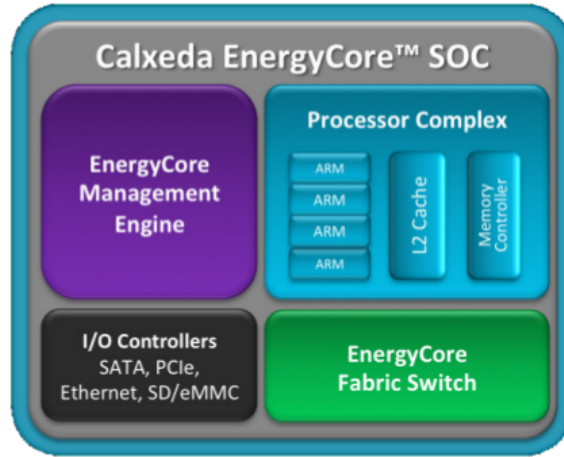 Calxeda EnergyCore™ SOC
EnergyCore
Management
Engine
Processor Complex
ARM
ARM
ARM
ARM
L2 Cache
Memory
Controller
I/O Controllers
SATA, PCIe,
Ethernet, SD/eMMC
EnergyCore
Fabric Switch